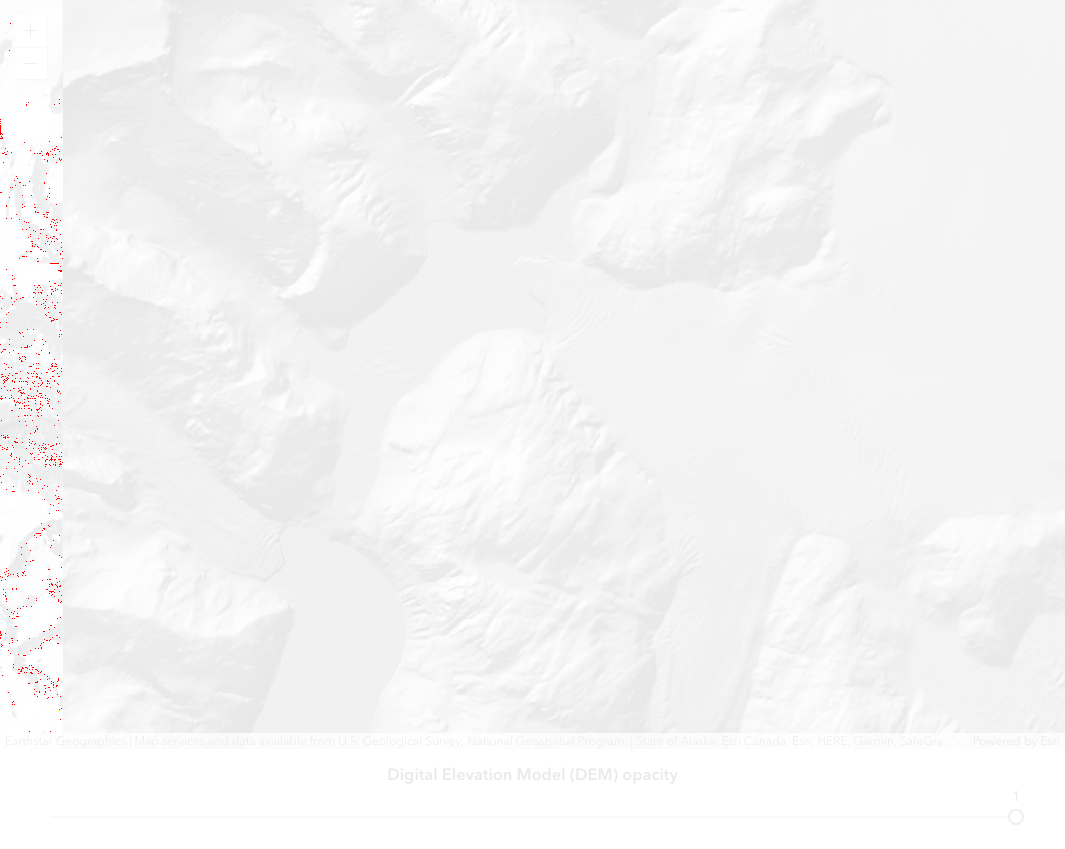 +
−
Earthstar Geographics | Map services and data available from U.S. Geological Survey, National Geospatial Program. | State of Alaska, Esri Canada, Esri, HERE, Garmin, SafeGra... Powered by Esri
Digital Elevation Model (DEM) opacity
1